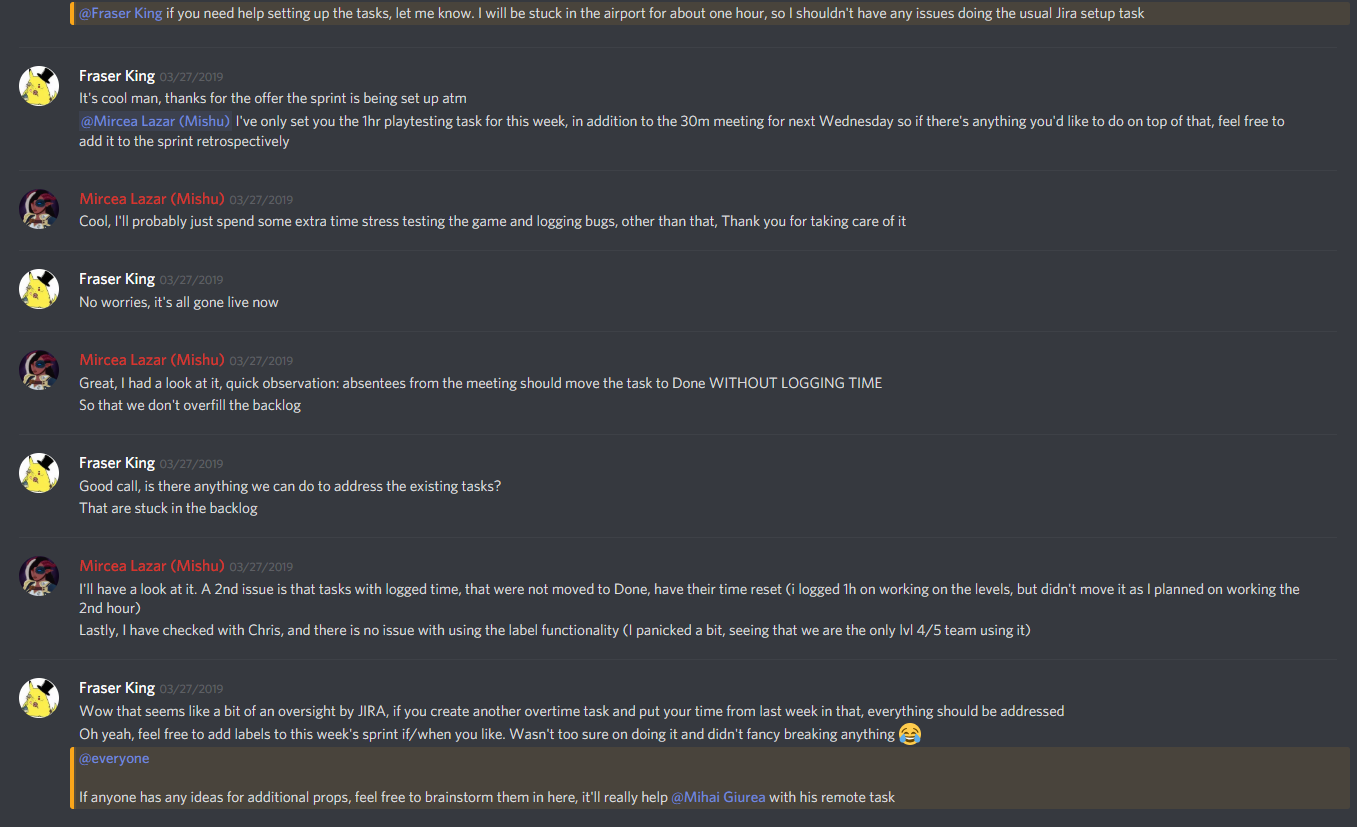 @Fraser King if you need help setting up the tasks, let me know. I will be stuck in the airport for about one hour, so I shouldn't have any issues doing the usual Jira setup task
Fraser King 03/27/2019
It's cool man, thanks for the offer the sprint is being set up atm
@Mircea Lazar (Mishu) I've only set you the 1hr playtesting task for this week, in addition to the 30m meeting for next Wednesday so if there's anything you'd like to do on top of that, feel free to
add it to the sprint retrospectively
Mircea Lazar (Mishu) 03/27/2019
Cool, I'll probably just spend some extra time stress testing the game and logging bugs, other than that, Thank you for taking care of it
Fraser King 03/27/2019
No worries, it's all gone live now
Mircea Lazar (Mishu) 03/27/2019
Great, I had a look at it, quick observation: absentees from the meeting should move the task to Done WITHOUT LOGGING TIME
So that we don't overfill the backlog
Fraser King 03/27/2019
Good call, is there anything we can do to address the existing tasks?
That are stuck in the backlog
Mircea Lazar (Mishu) 03/27/2019
I'll have a look at it. A 2nd issue is that tasks with logged time, that were not moved to Done, have their time reset (i logged 1h on working on the levels, but didn't move it as I planned on working the
2nd hour)
Lastly, I have checked with Chris, and there is no issue with using the label functionality (I panicked a bit, seeing that we are the only lvl 4/5 team using it)
Fraser King 03/27/2019
Wow that seems like a bit of an oversight by JIRA, if you create another overtime task and put your time from last week in that, everything should be addressed
Oh yeah, feel free to add labels to this week's sprint if/when you like. Wasn't too sure on doing it and didn't fancy breaking anything 😂
@everyone
If anyone has any ideas for additional props, feel free to brainstorm them in here, it'll really help @Mihai Giurea with his remote task